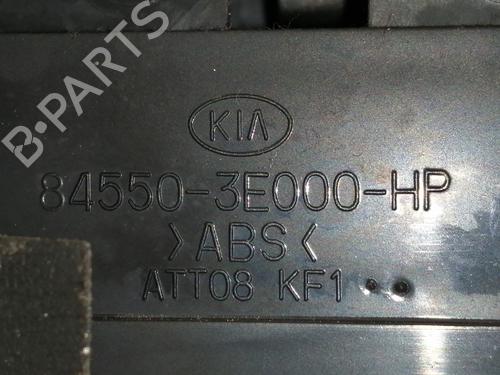 B-PARTS
KIA
84550-3E000-HP
>ABS<
ATT08 KF1